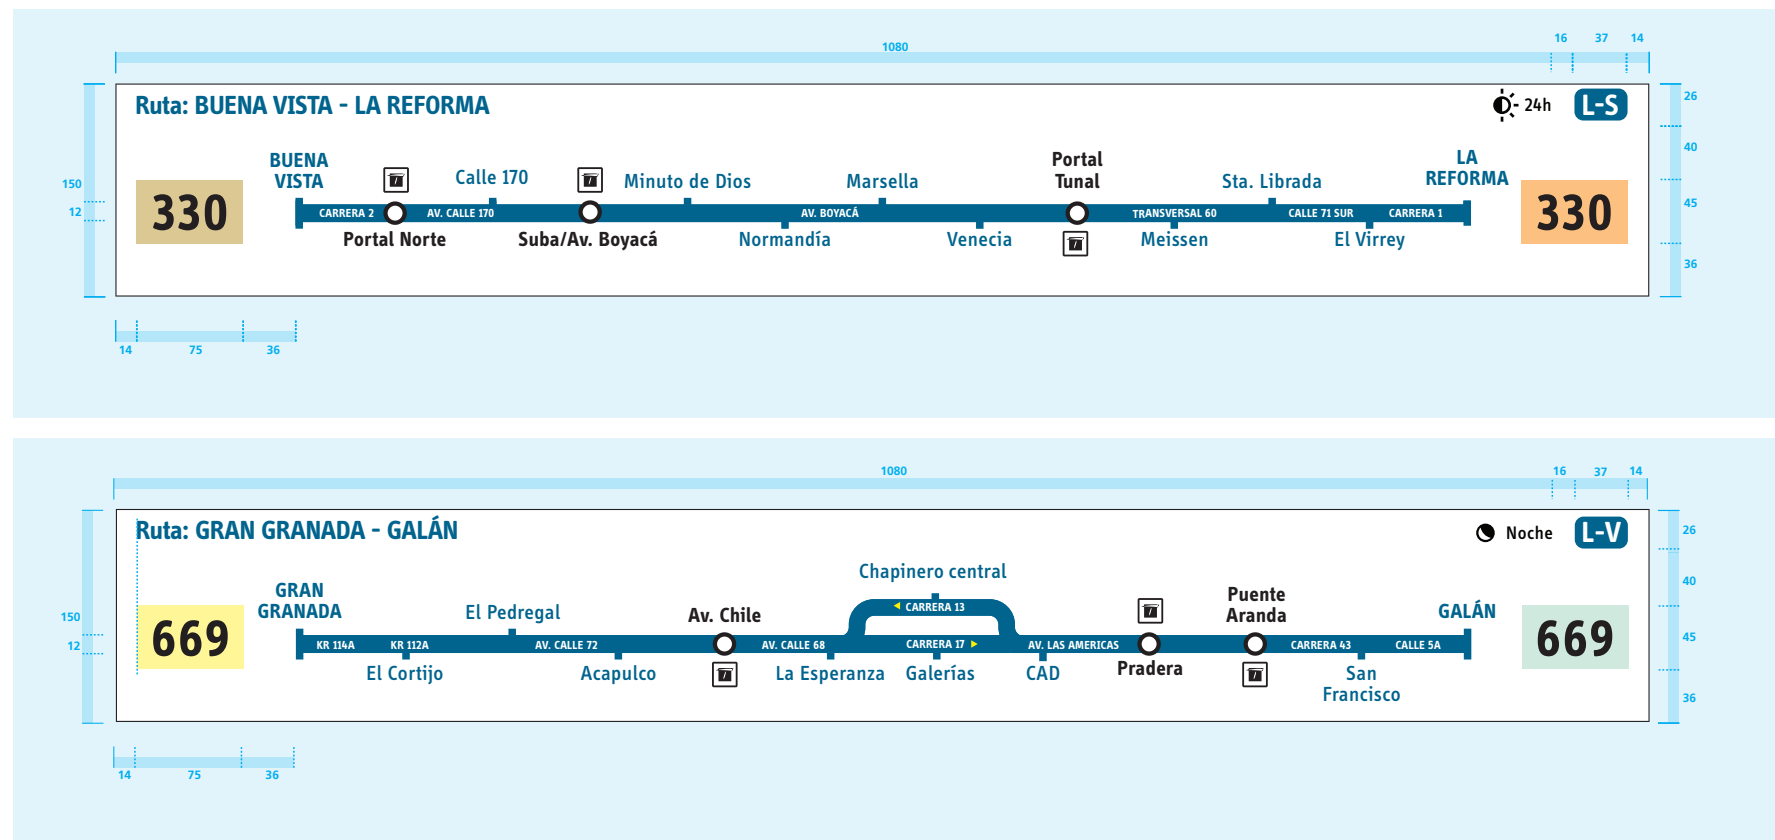 1080
16 37 14
Ruta: BUENA VISTA - LA REFORMA
24h
L-S
26
40
45
36
150
12
330
BUENA
VISTA
Calle 170
Minuto de Dios
Marsella
Portal
Tunal
Sta. Librada
LA
REFORMA
330
CARRERA 2
AV. CALLE 170
AV. BOYACÁ
TRANSVERSAL 60
CALLE 71 SUR
CARRERA 1
Portal Norte
Suba/Av. Boyacá
Normandía
Venecia
Meissen
El Virrey
14 75 36
1080
16 37 14
Ruta: GRAN GRANADA - GALÁN
Noche
L-V
26
40
45
36
150
12
669
GRAN
GRANADA
El Pedregal
Av. Chile
Chapinero central
CARRERA 13
Puente
Aranda
GALÁN
669
KR 114A
KR 112A
AV. CALLE 72
AV. CALLE 68
CARRERA 17
AV. LAS AMERICAS
CARRERA 43
CALLE 5A
El Cortijo
Acapulco
La Esperanza
Galerías
CAD
Pradera
San
Francisco
14 75 36